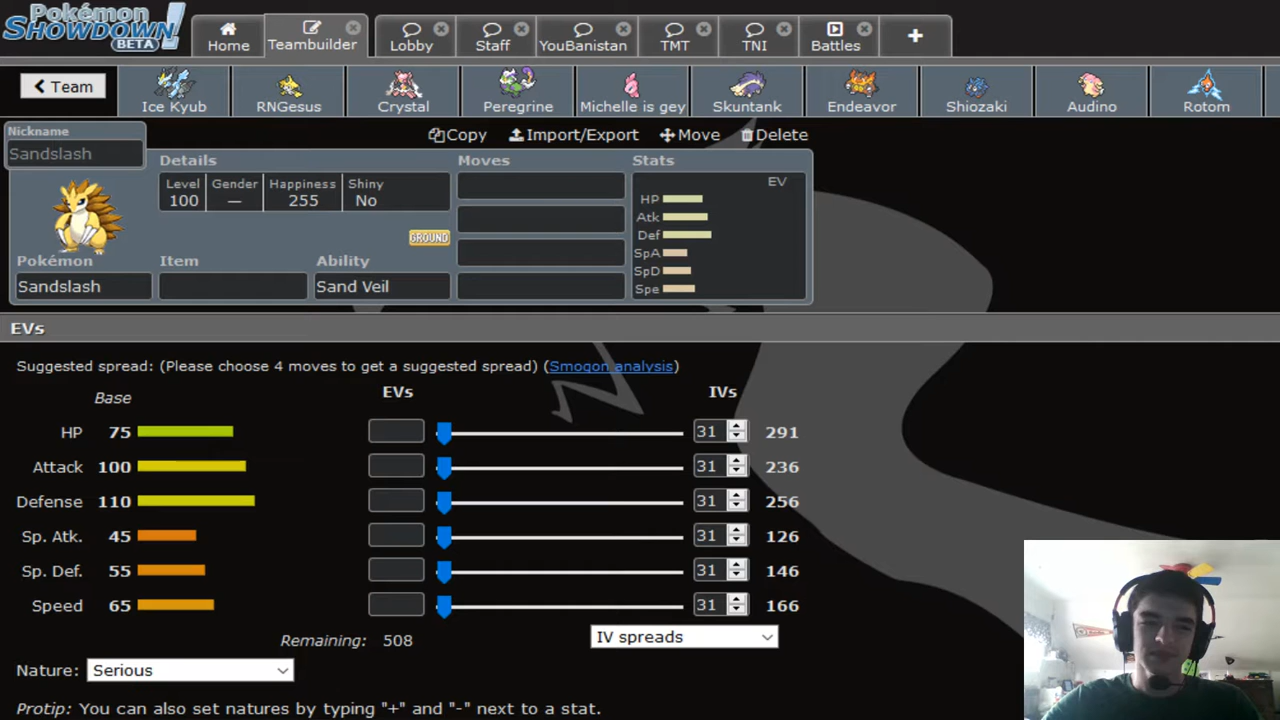 Pokémon
SHOWDOWN!
BETA
Home
Teambuilder
Lobby
Staff
YouBanistan
TMT
TNI
Battles
+
< Team
Ice Kyub
RNGesus
Crystal
Peregrine
Michelle is gey
Skuntank
Endeavor
Shiozaki
Audino
Rotom
Nickname
Sandslash
Copy
Import/Export
Move
Delete
Details
Moves
Stats
Level
Gender
Happiness
Shiny
100
—
255
No
EV
HP
Atk
Def
SpA
SpD
Spe
GROUND
Pokémon
Item
Ability
Sandslash
Sand Veil
EVs
Suggested spread: (Please choose 4 moves to get a suggested spread) (Smogon analysis)
Base
EVs
IVs
HP 75 31 291
Attack 100 31 236
Defense 110 31 256
Sp. Atk. 45 31 126
Sp. Def. 55 31 146
Speed 65 31 166
Remaining: 508
IV spreads
Nature: Serious
Protip: You can also set natures by typing "+" and "-" next to a stat.